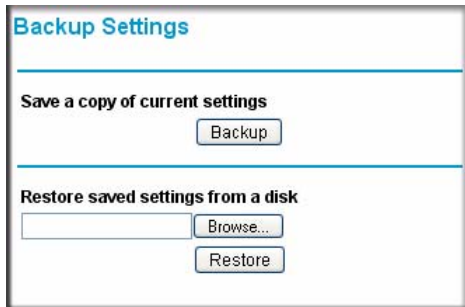 Backup Settings
Save a copy of current settings
Backup
Restore saved settings from a disk
Browse...
Restore